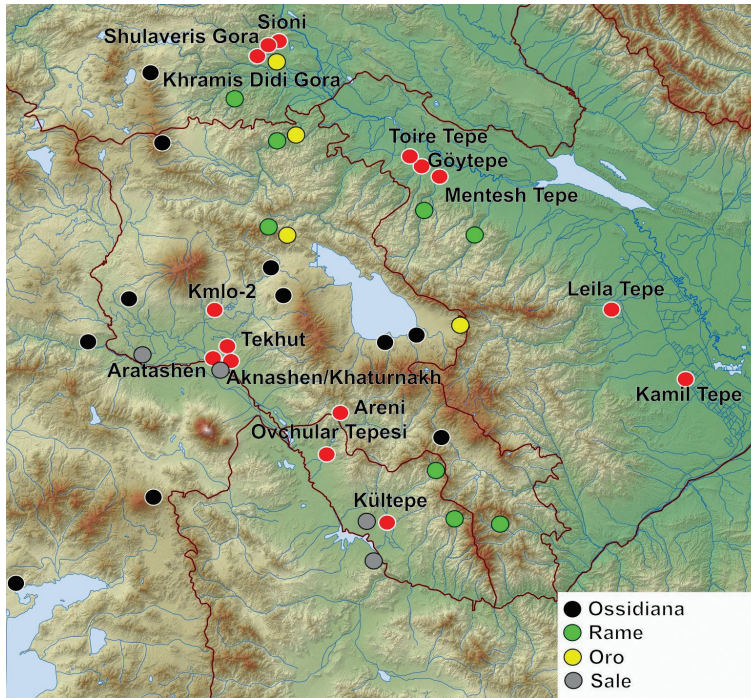 Sioni
Shulaveris Gora
Khramis Didi Gora
Toire Tepe
Göytepe
Mentesh Tepe
Leila Tepe
Kmlo-2
Tekhut
Aratashen
Aknashen/Khaturnakh
Kamil Tepe
Areni
Ovchular Tepesi
Kültepe
Ossidiana
Rame
Oro
Sale